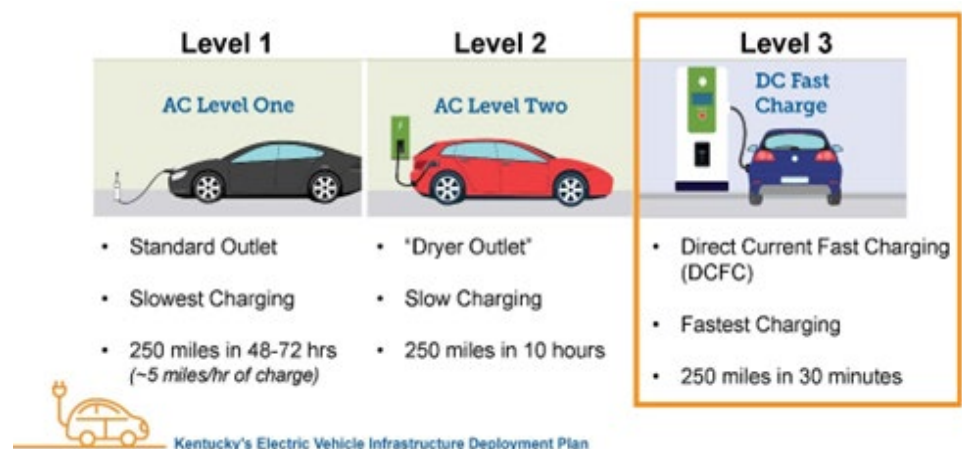 Level 1
AC Level One
• Standard Outlet
• Slowest Charging
• 250 miles in 48-72 hrs
(~5 miles/hr of charge)
Level 2
AC Level Two
• "Dryer Outlet"
• Slow Charging
• 250 miles in 10 hours
Level 3
DC Fast
Charge
• Direct Current Fast Charging
(DCFC)
• Fastest Charging
• 250 miles in 30 minutes
Kentucky's Electric Vehicle Infrastructure Deployment Plan